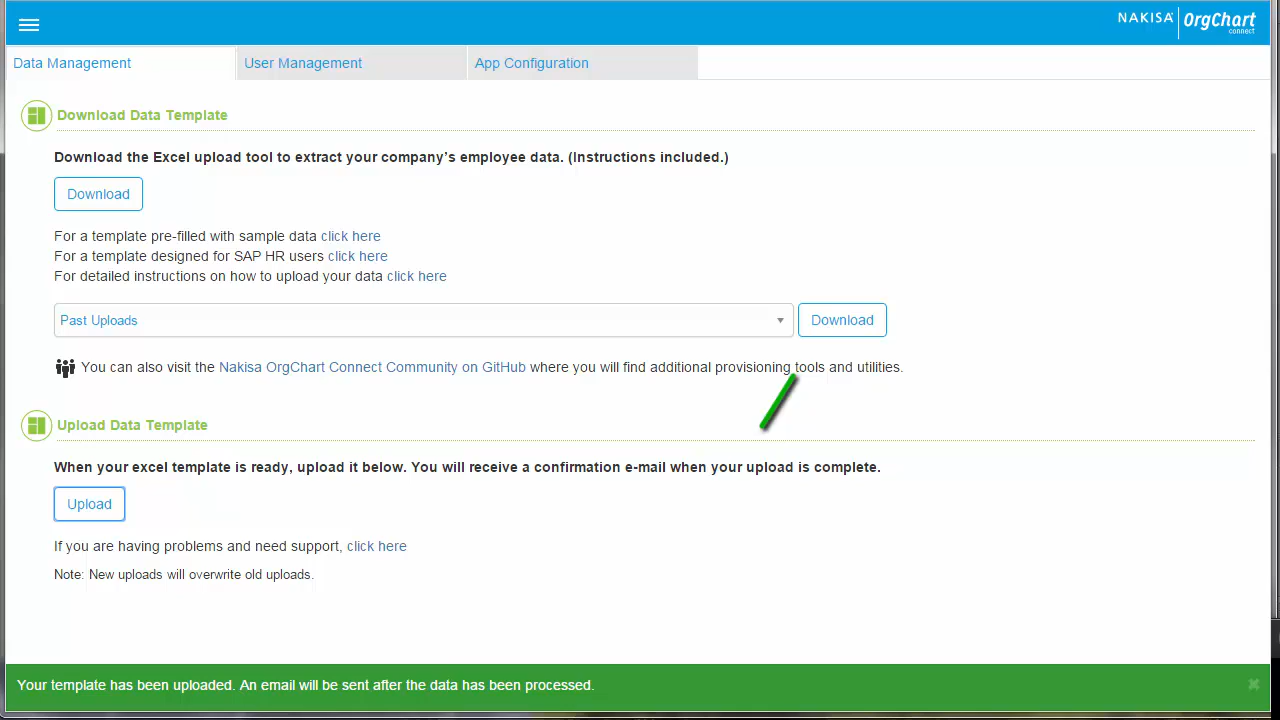 NAKISA OrgChart
connect
Data Management User Management App Configuration
Download Data Template
Download the Excel upload tool to extract your company's employee data. (Instructions included.)
Download
For a template pre-filled with sample data click here
For a template designed for SAP HR users click here
For detailed instructions on how to upload your data click here
Past Uploads Download
You can also visit the Nakisa OrgChart Connect Community on GitHub where you will find additional provisioning tools and utilities.
Upload Data Template
When your excel template is ready, upload it below. You will receive a confirmation e-mail when your upload is complete.
Upload
If you are having problems and need support, click here
Note: New uploads will overwrite old uploads.
Your template has been uploaded. An email will be sent after the data has been processed.